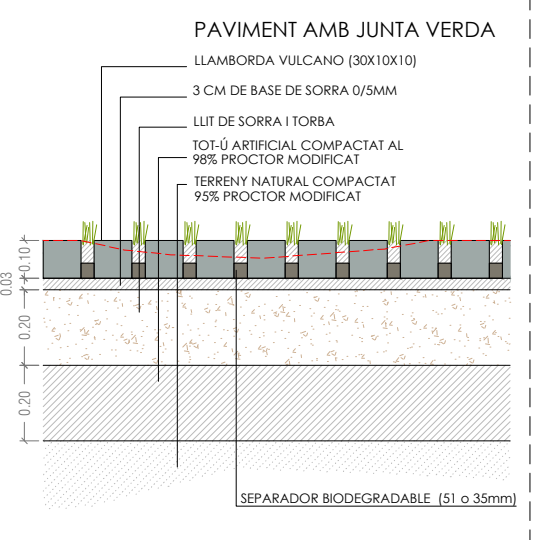 PAVIMENT AMB JUNTA VERDA
LLAMBORDA VULCANO (30X10X10)
3 CM DE BASE DE SORRA 0/5MM
LLIT DE SORRA I TORBA
TOT-Ú ARTIFICIAL COMPACTAT AL
98% PROCTOR MODIFICAT
TERRENY NATURAL COMPACTAT
95% PROCTOR MODIFICAT
0.10
0.03
0.20
0.20
SEPARADOR BIODEGRADABLE (51 o 35mm)